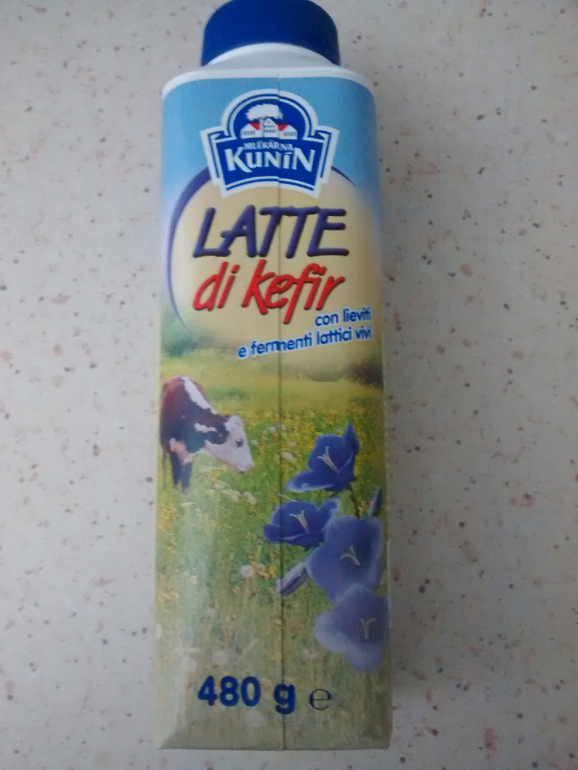 MLÉKÁRNA
KUNÍN
LATTE
di kefir
con lieviti
e fermenti lattici vivi
480 g ℮